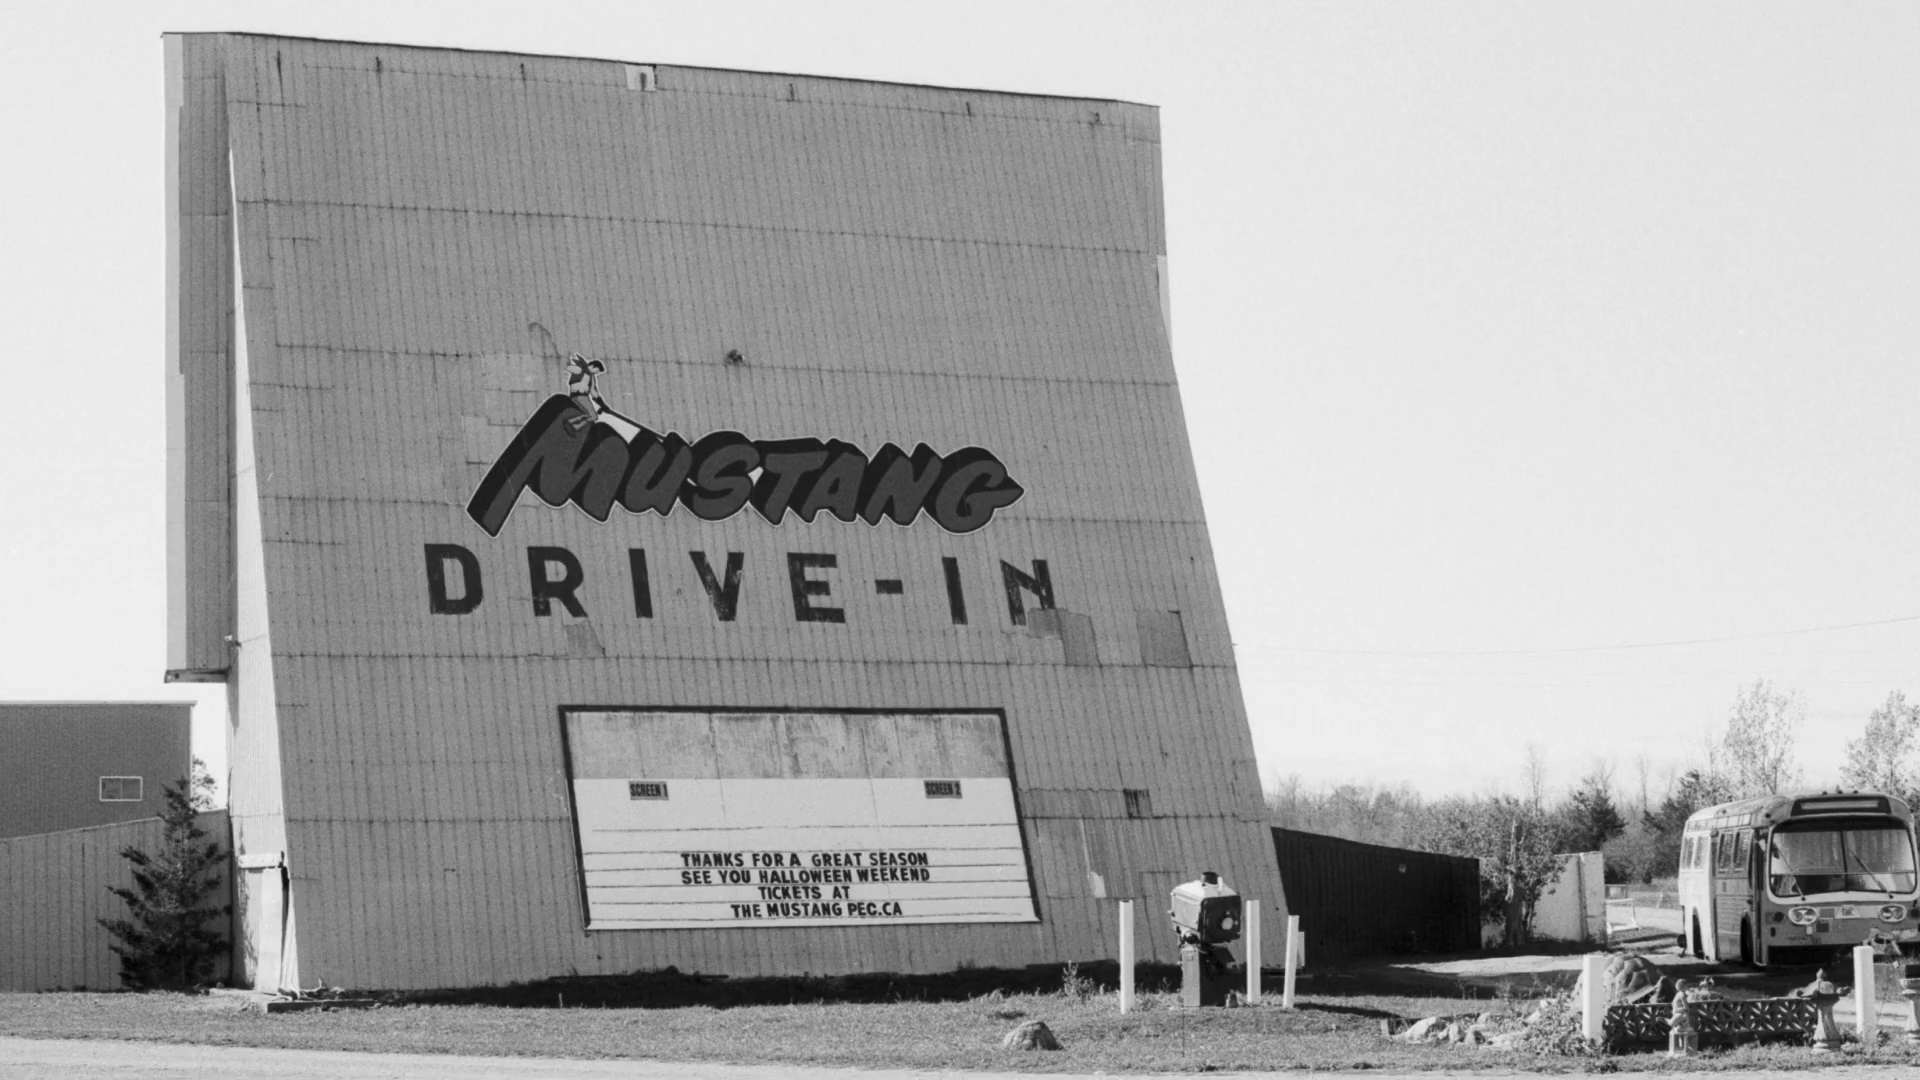 MUSTANG
DRIVE-IN
SCREEN 1
SCREEN 2
THANKS FOR A GREAT SEASON
SEE YOU HALLOWEEN WEEKEND
TICKETS AT
THE MUSTANG PEC.CA